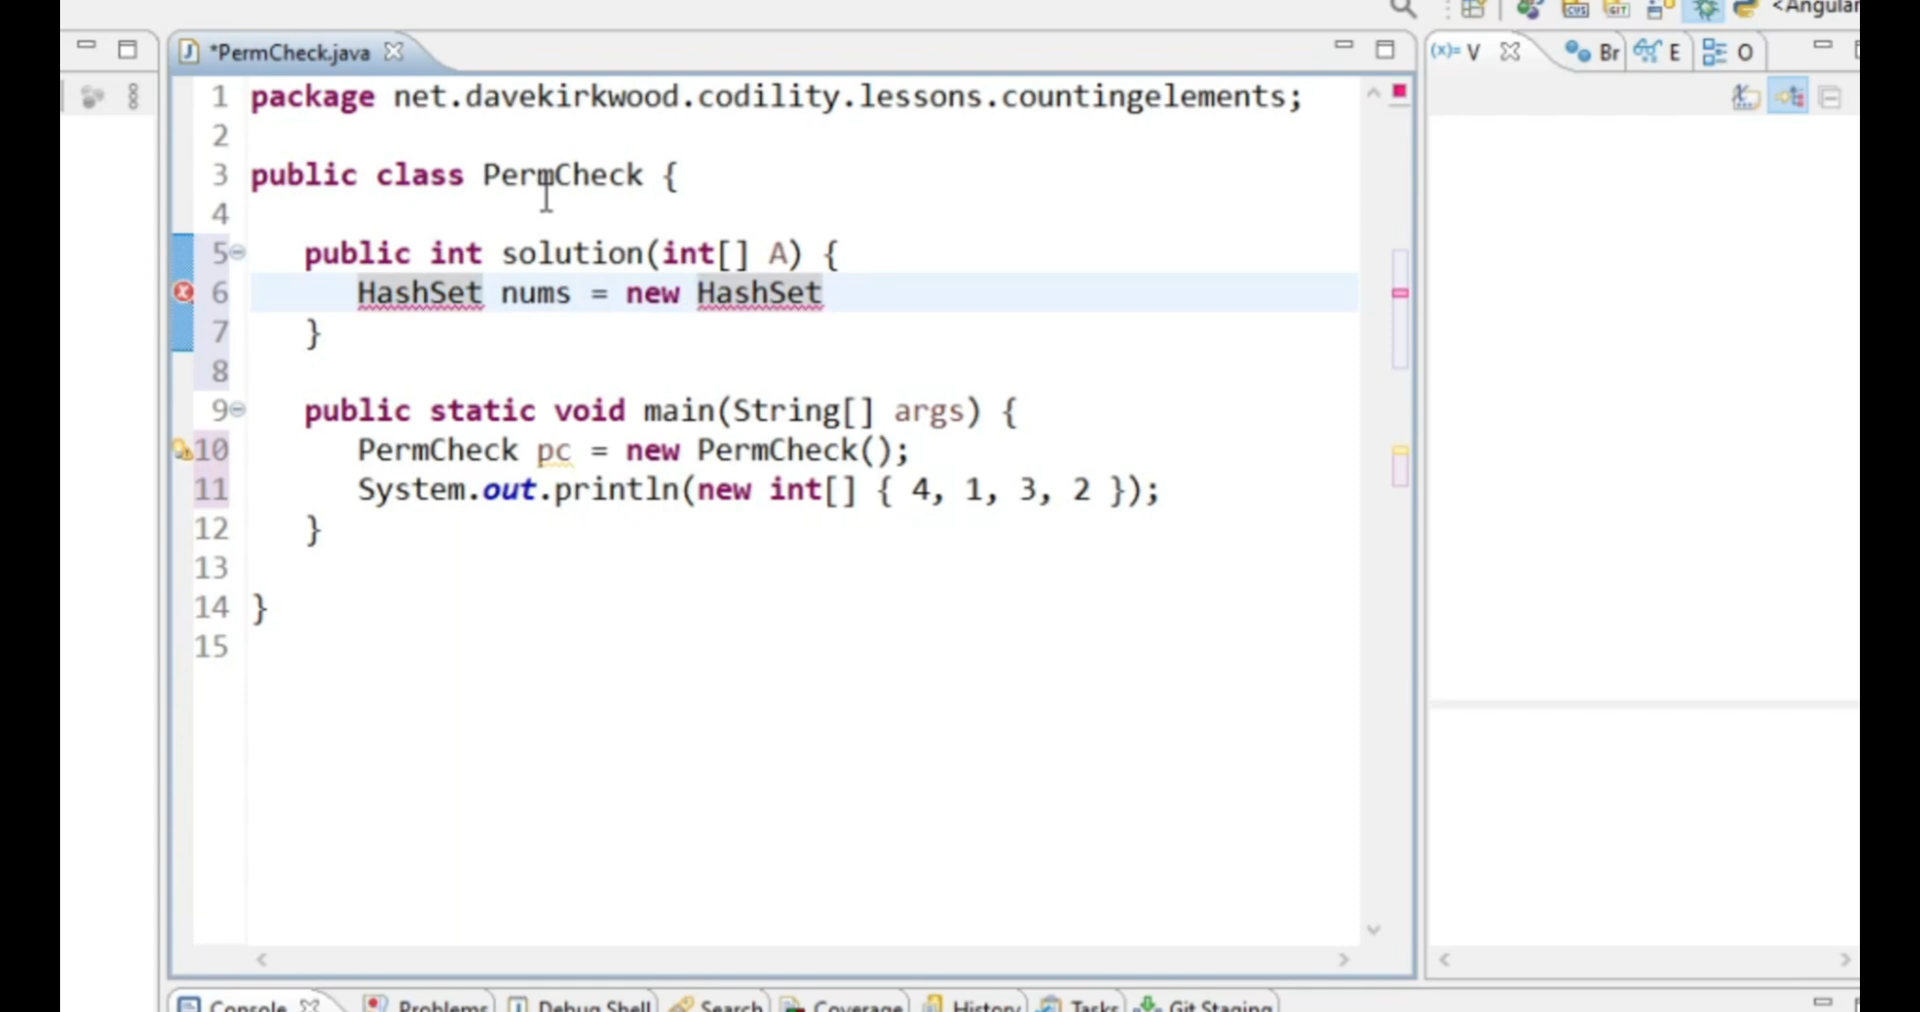 <Angular
*PermCheck.java
(x)= V
Br
E
O
1 package net.davekirkwood.codility.lessons.countingelements;
2
3 public class PermCheck {
4
5 public int solution(int[] A) {
6 HashSet nums = new HashSet
7 }
8
9 public static void main(String[] args) {
10 PermCheck pc = new PermCheck();
11 System.out.println(new int[] { 4, 1, 3, 2 });
12 }
13
14 }
15
Console
Problems
Debug Shell
Search
Coverage
History
Tasks
Git Staging